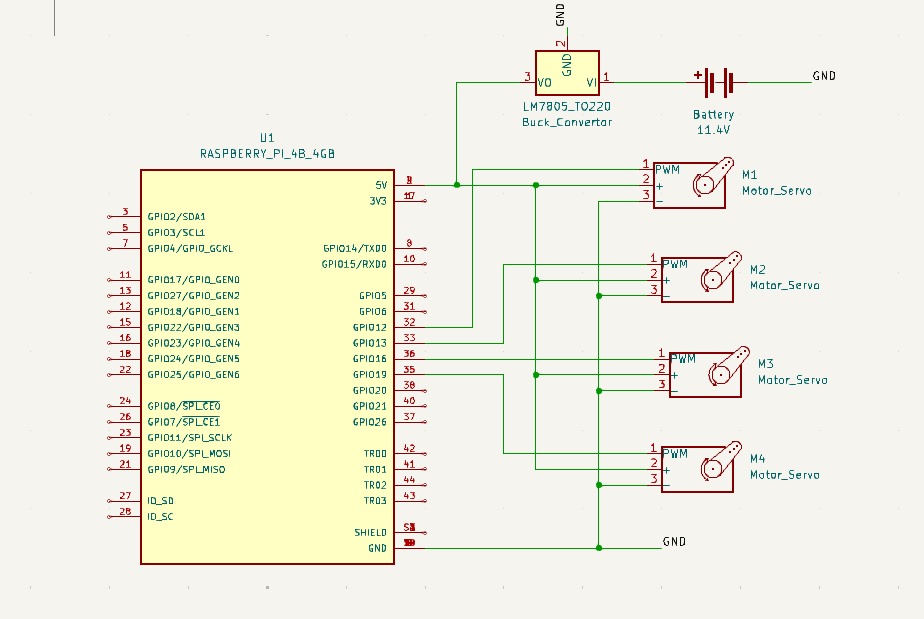 GND
2
GND
3
VO
VI
1
+
GND
LM7805_TO220
Buck_Convertor
Battery
11.4V
U1
RASPBERRY_PI_4B_4GB
5V
3V3
3
GPIO2/SDA1
5
GPIO3/SCL1
7
GPIO4/GPIO_GCKL
GPIO14/TXD0
8
GPIO15/RXD0
10
11
GPIO17/GPIO_GEN0
13
GPIO27/GPIO_GEN2
GPIO5
29
12
GPIO18/GPIO_GEN1
GPIO6
31
15
GPIO22/GPIO_GEN3
GPIO12
32
16
GPIO23/GPIO_GEN4
GPIO13
33
18
GPIO24/GPIO_GEN5
GPIO16
36
22
GPIO25/GPIO_GEN6
GPIO19
35
GPIO20
38
24
GPIO8/SPI_CE0
GPIO21
40
26
GPIO7/SPI_CE1
GPIO26
37
23
GPIO11/SPI_SCLK
19
GPIO10/SPI_MOSI
TR00
42
21
GPIO9/SPI_MISO
TR01
41
TR02
44
27
ID_SD
TR03
43
28
ID_SC
SHIELD
GND
1
PWM
2
+
3
-
M1
Motor_Servo
1
PWM
2
+
3
-
M2
Motor_Servo
1
PWM
2
+
3
-
M3
Motor_Servo
1
PWM
2
+
3
-
M4
Motor_Servo
GND